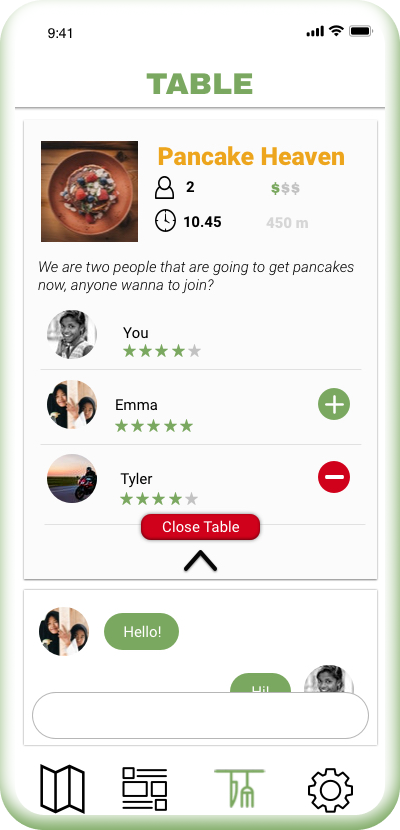 9:41
TABLE
Pancake Heaven
2 $$$
10.45 450 m
We are two people that are going to get pancakes
now, anyone wanna to join?
You
Emma
Tyler
Close Table
Hello!
Hi!